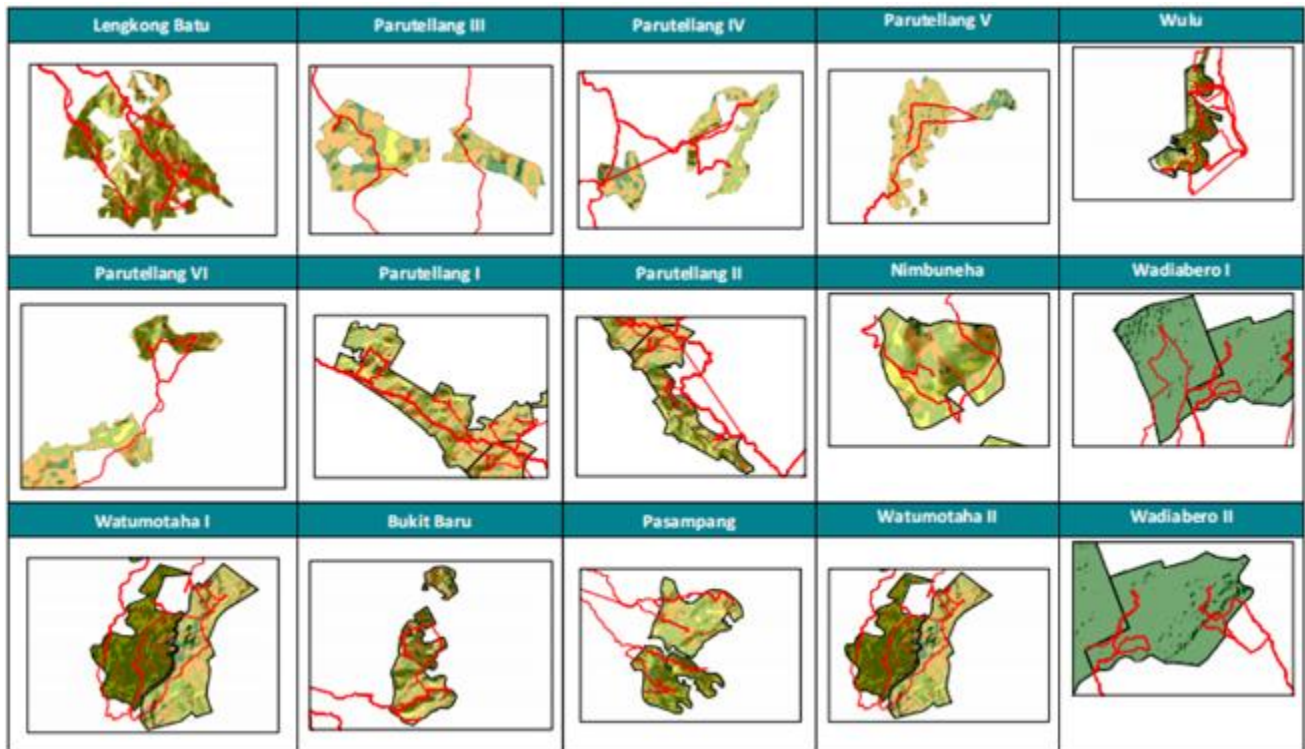 Lengkong Batu
Parutellang III
Parutellang IV
Parutellang V
Wulu
Parutellang VI
Parutellang I
Parutellang II
Nimbuneha
Wadiabero I
Watumotaha I
Bukit Baru
Pasampang
Watumotaha II
Wadiabero II